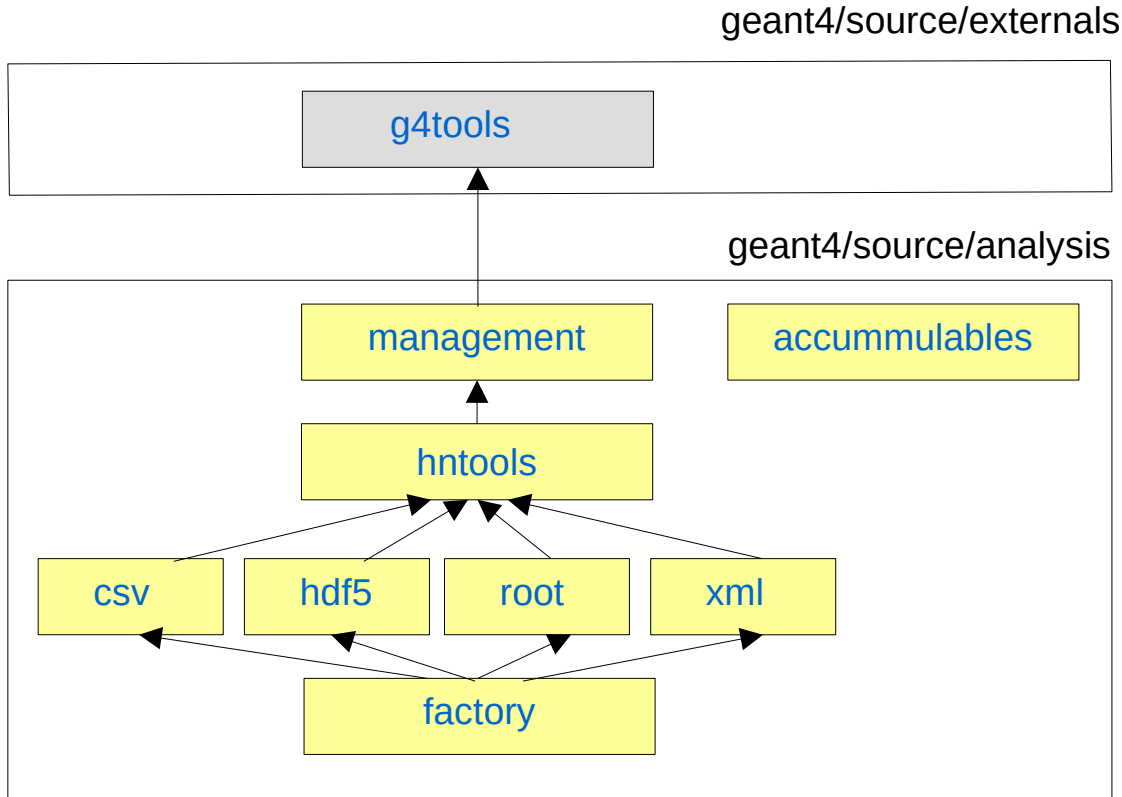 geant4/source/externals
g4tools
geant4/source/analysis
management
accummulables
hntools
csv
hdf5
root
xml
factory